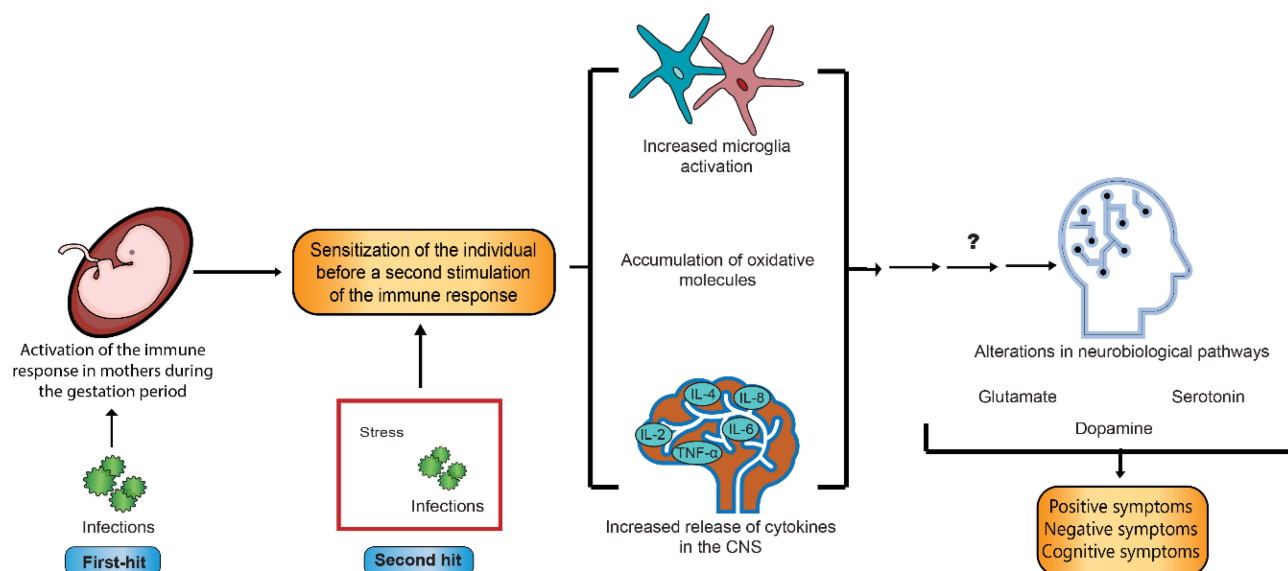 Activation of the immune
response in mothers during
the gestation period
Infections
First-hit
Sensitization of the individual
before a second stimulation
of the immune response
Stress
Infections
Second hit
Increased microglia
activation
Accumulation of oxidative
molecules
IL-4
IL-8
IL-2
IL-6
TNF-α
Increased release of cytokines
in the CNS
?
Alterations in neurobiological pathways
Glutamate
Serotonin
Dopamine
Positive symptoms
Negative symptoms
Cognitive symptoms